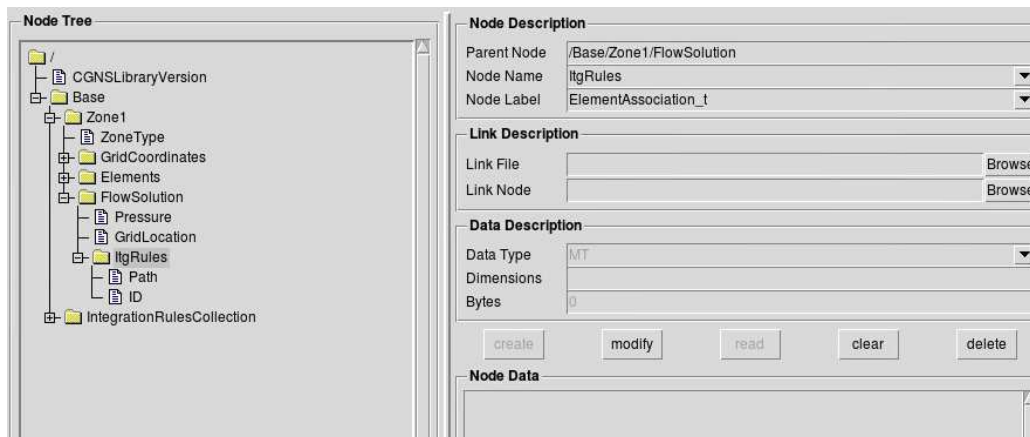 Node Tree
/
CGNSLibraryVersion
Base
Zone1
ZoneType
GridCoordinates
Elements
FlowSolution
Pressure
GridLocation
ItgRules
Path
ID
IntegrationRulesCollection
Node Description
Parent Node /Base/Zone1/FlowSolution
Node Name ItgRules
Node Label ElementAssociation_t
Link Description
Link File Browse
Link Node Browse
Data Description
Data Type MT
Dimensions
Bytes 0
create modify read clear delete
Node Data